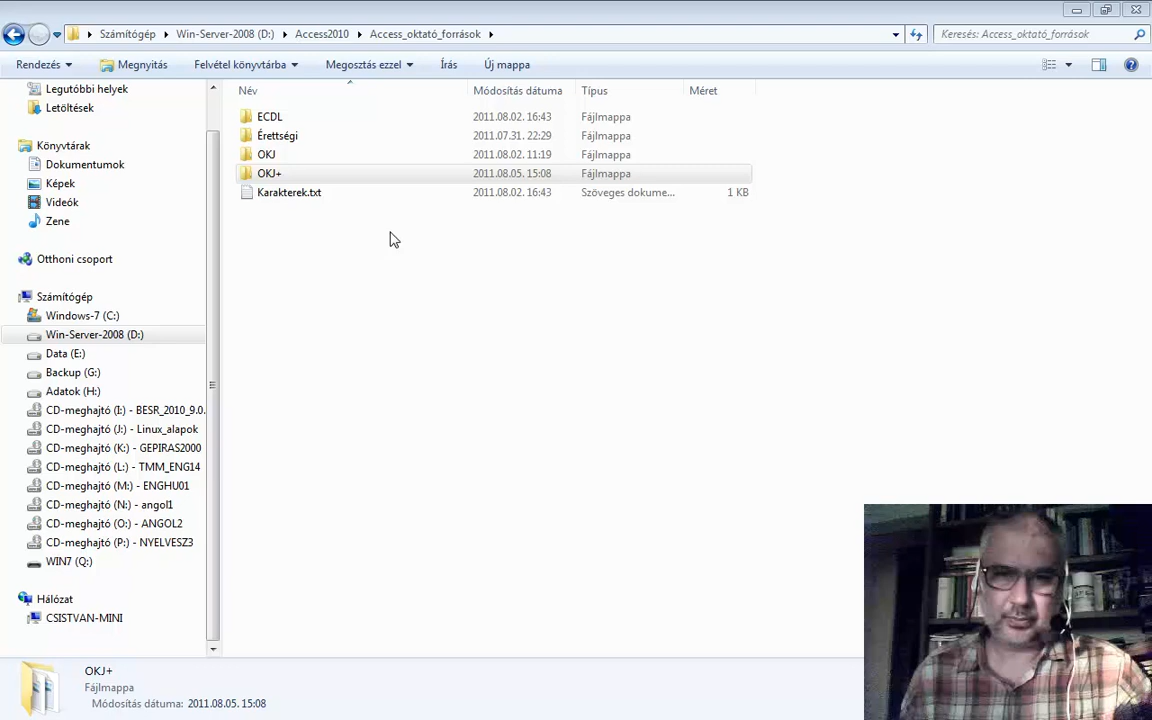 Számítógép
Win-Server-2008 (D:)
Access2010
Access_oktató_források
Keresés: Access_oktató_források
Rendezés
Megnyitás
Felvétel könyvtárba
Megosztás ezzel
Írás
Új mappa
Legutóbbi helyek
Letöltések
Könyvtárak
Dokumentumok
Képek
Videók
Zene
Otthoni csoport
Számítógép
Windows-7 (C:)
Win-Server-2008 (D:)
Data (E:)
Backup (G:)
Adatok (H:)
CD-meghajtó (I:) - BESR_2010_9.0.
CD-meghajtó (J:) - Linux_alapok
CD-meghajtó (K:) - GEPIRAS2000
CD-meghajtó (L:) - TMM_ENG14
CD-meghajtó (M:) - ENGHU01
CD-meghajtó (N:) - angol1
CD-meghajtó (O:) - ANGOL2
CD-meghajtó (P:) - NYELVESZ3
WIN7 (Q:)
Hálózat
CSISTVAN-MINI
Név Módosítás dátuma Típus Méret
ECDL 2011.08.02. 16:43 Fájlmappa
Érettségi 2011.07.31. 22:29 Fájlmappa
OKJ 2011.08.02. 11:19 Fájlmappa
OKJ+ 2011.08.05. 15:08 Fájlmappa
Karakterek.txt 2011.08.02. 16:43 Szöveges dokume... 1 KB
OKJ+
Fájlmappa
Módosítás dátuma: 2011.08.05. 15:08